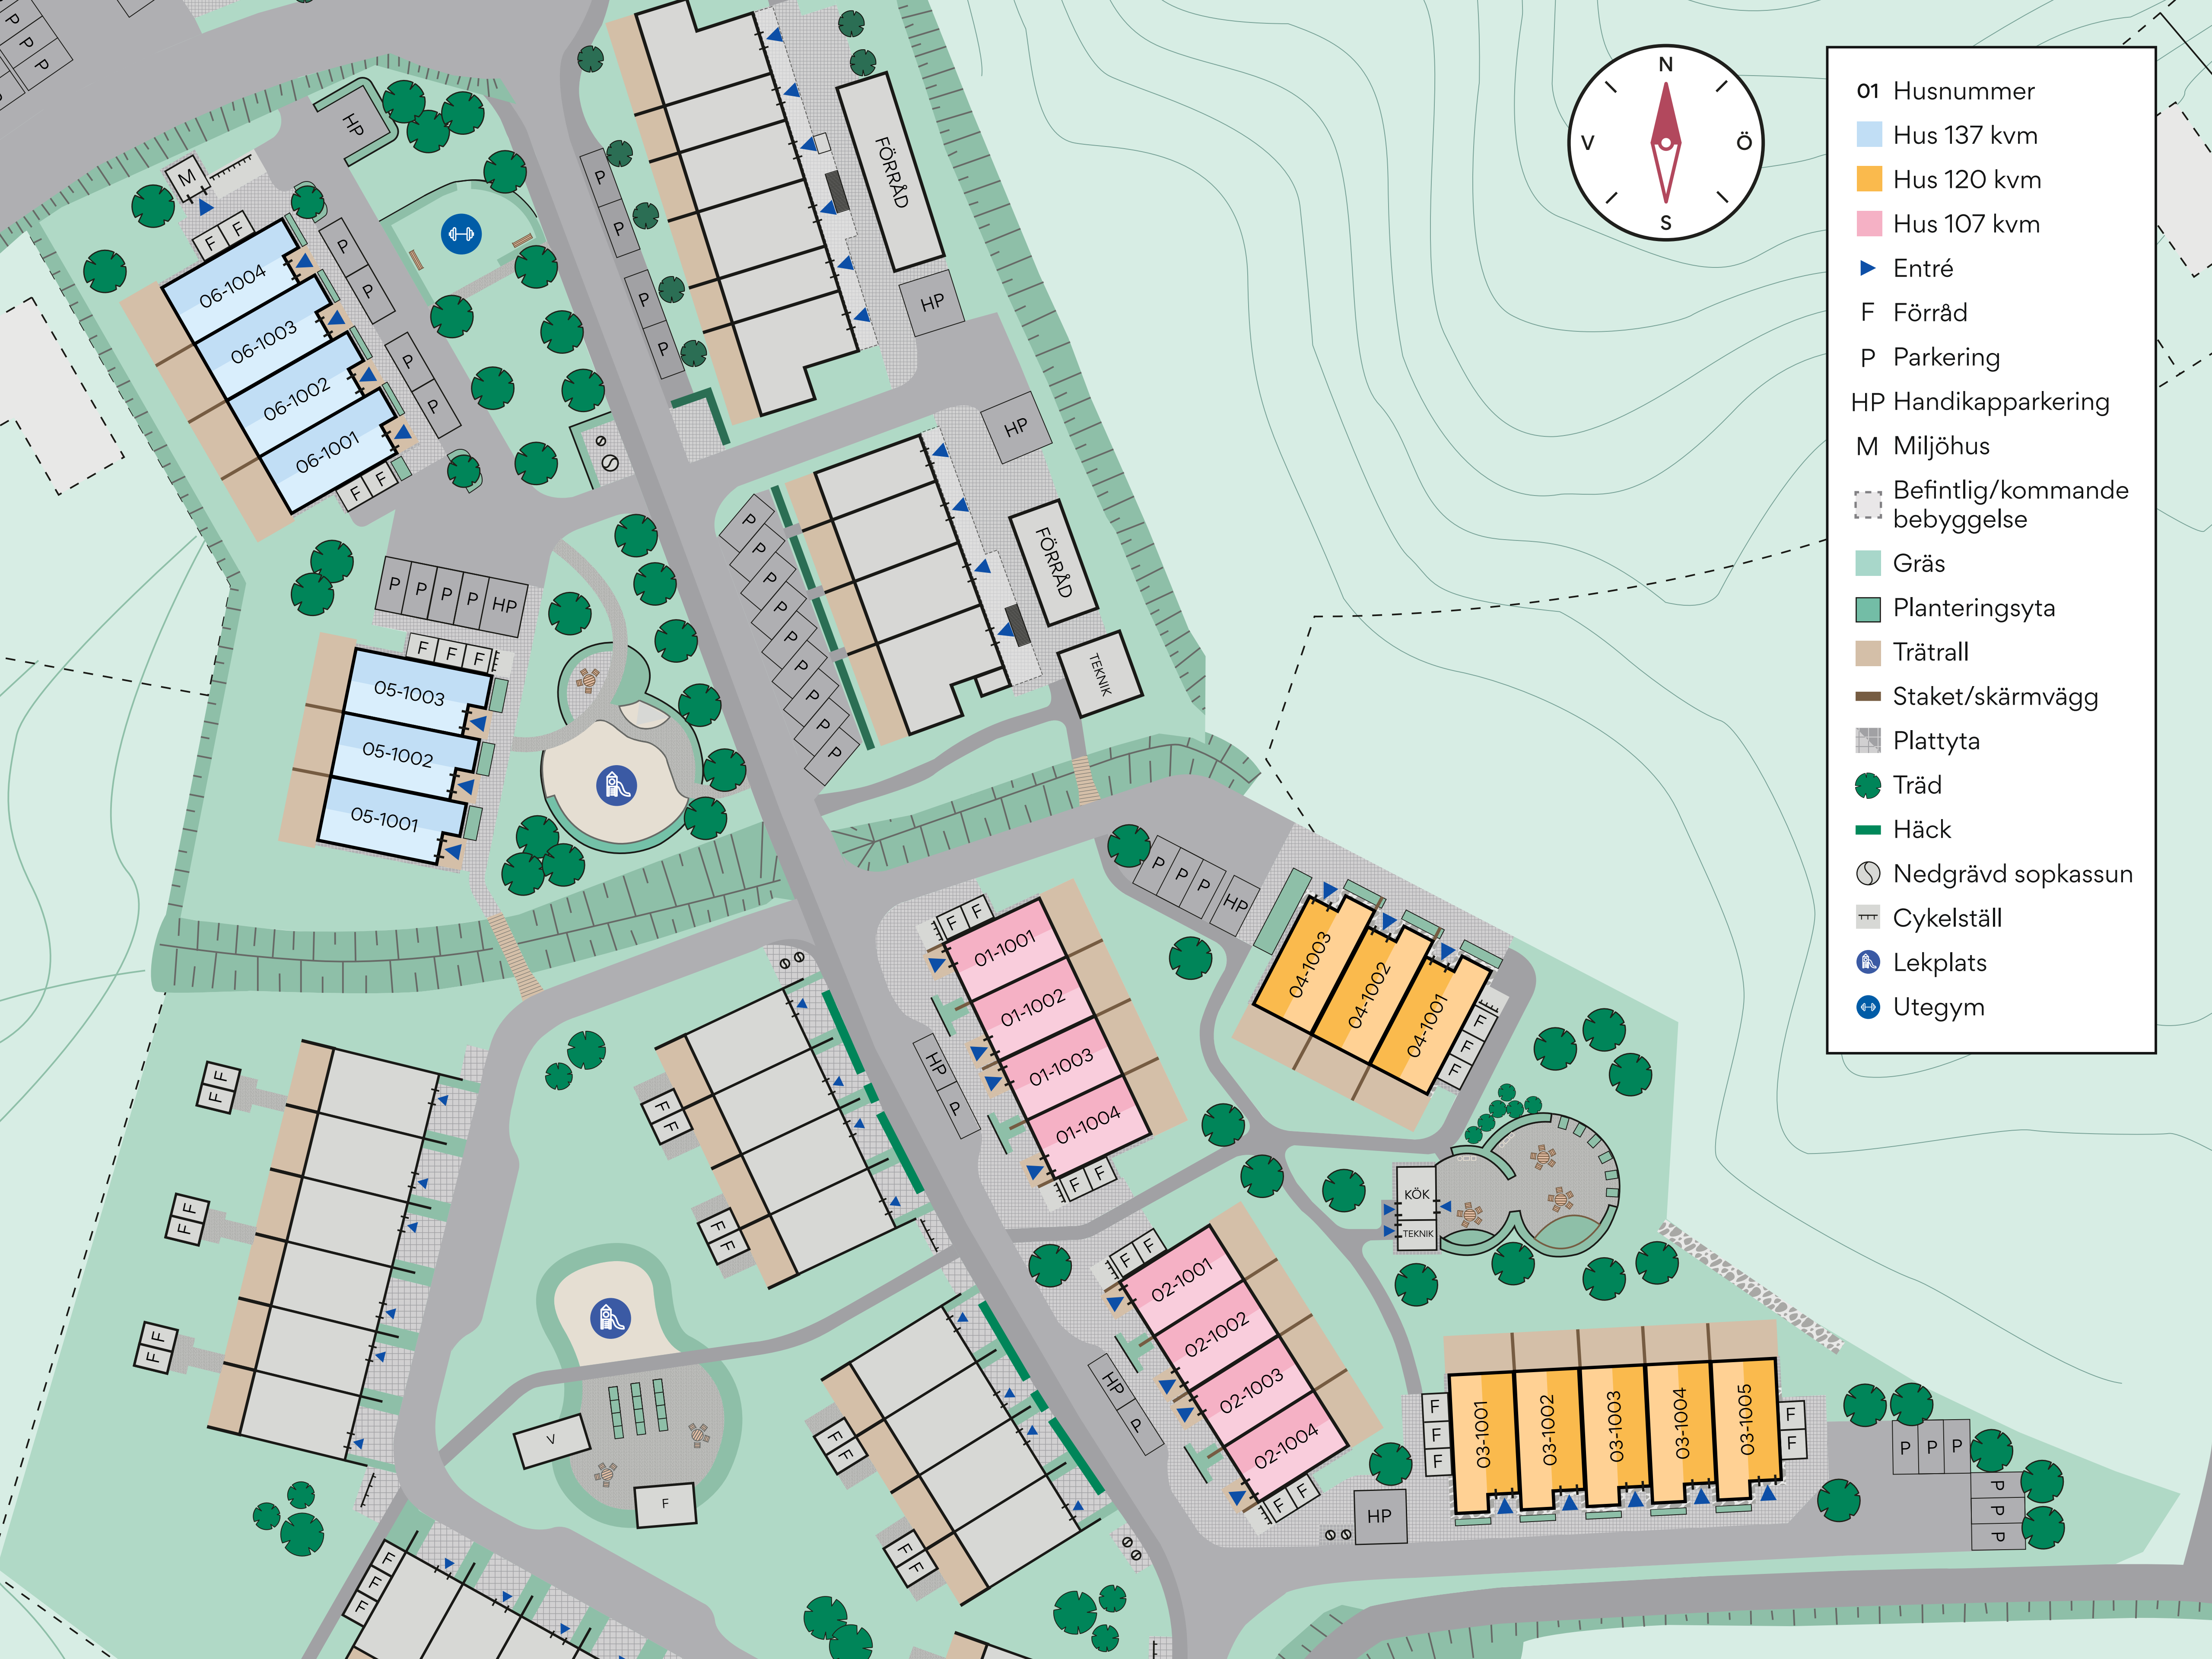 P
P
P
HP
M
F F
06-1004
06-1003
06-1002
06-1001
F F
P
P
P
P
P
P
P
P
FÖRRÅD
HP
HP
FÖRRÅD
TEKNIK
P
P
P
P
P
P
P
P
P
P P P P HP
F F F
05-1003
05-1002
05-1001
P P P HP
04-1003
04-1002
04-1001
F
F
F
F F
01-1001
01-1002
01-1003
01-1004
F F
HP
P
KÖK
TEKNIK
F F
02-1001
02-1002
02-1003
02-1004
F F
HP
P
HP
F
F
F
03-1001
03-1002
03-1003
03-1004
03-1005
F
F
P P P
P
P
P
F
F
F
F
F
F
F
F
F
F
F
F
F
F
V
F
F
F
F
N
V
Ö
S
01 Husnummer
Hus 137 kvm
Hus 120 kvm
Hus 107 kvm
Entré
F Förråd
P Parkering
HP Handikapparkering
M Miljöhus
Befintlig/kommande
bebyggelse
Gräs
Planteringsyta
Trätrall
Staket/skärmvägg
Plattyta
Träd
Häck
Nedgrävd sopkassun
Cykelställ
Lekplats
Utegym